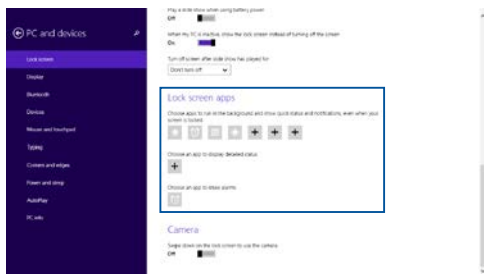 Play a slide show when using battery power
Off
When my PC is inactive, show the lock screen instead of turning off the screen
On
Turn off screen after slide show has played for
Don't turn off
PC and devices
Lock screen
Display
Bluetooth
Devices
Mouse and touchpad
Typing
Corners and edges
Power and sleep
AutoPlay
PC info
Lock screen apps
Choose apps to run in the background and show quick status and notifications, even when your
screen is locked
Choose an app to display detailed status
Choose an app to show alarms
Camera
Swipe down on the lock screen to use the camera
Off